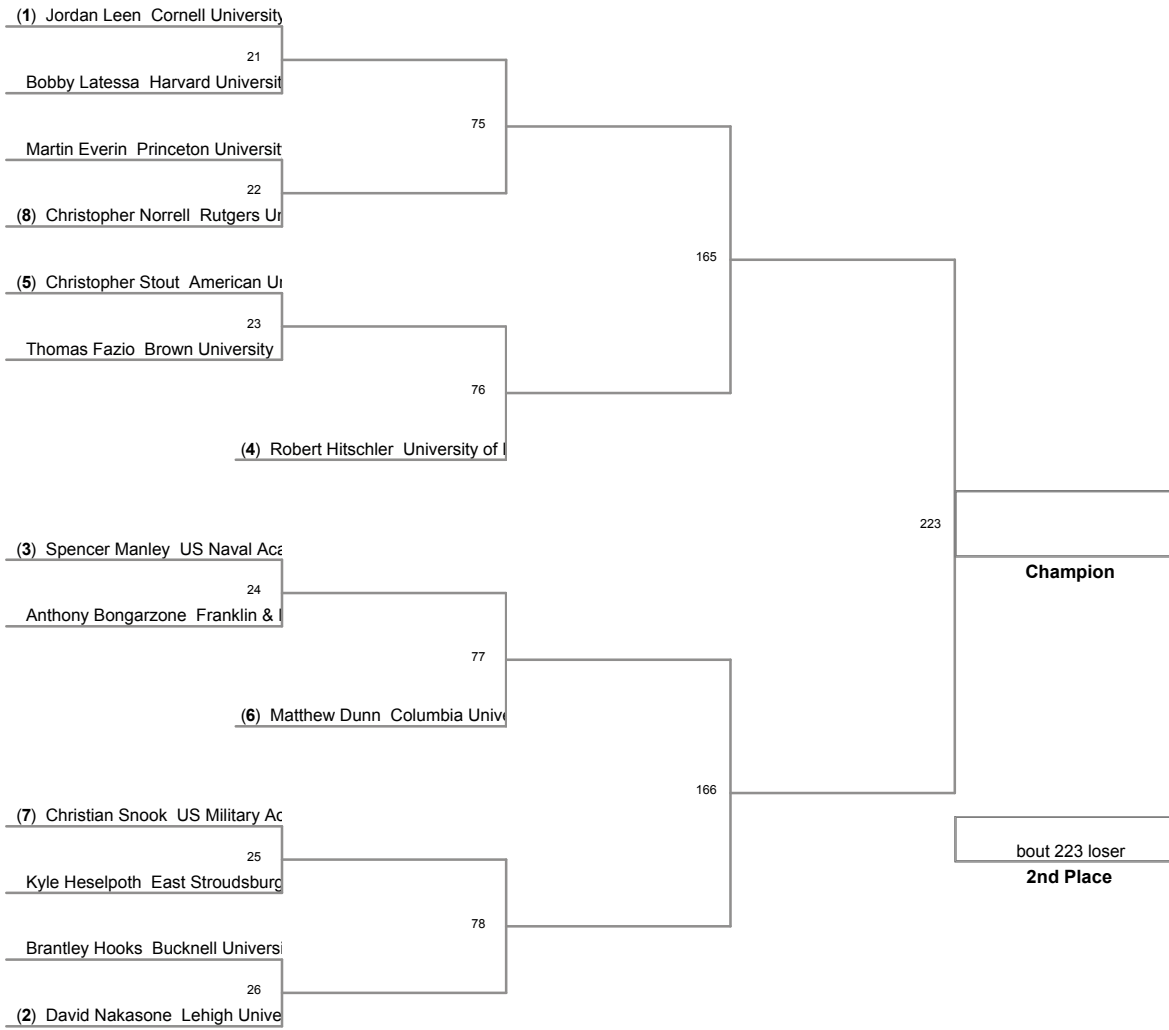 (1) Jordan Leen Cornell University
21
Bobby Latessa Harvard Universit
75
Martin Everin Princeton Universit
22
(8) Christopher Norrell Rutgers Un
165
(5) Christopher Stout American Un
23
Thomas Fazio Brown University
76
(4) Robert Hitschler University of
223
(3) Spencer Manley US Naval Aca
Champion
24
Anthony Bongarzone Franklin &
77
(6) Matthew Dunn Columbia Unive
166
(7) Christian Snook US Military Ac
25
bout 223 loser
Kyle Heselpoth East Stroudsburg
2nd Place
78
Brantley Hooks Bucknell Universi
26
(2) David Nakasone Lehigh Unive